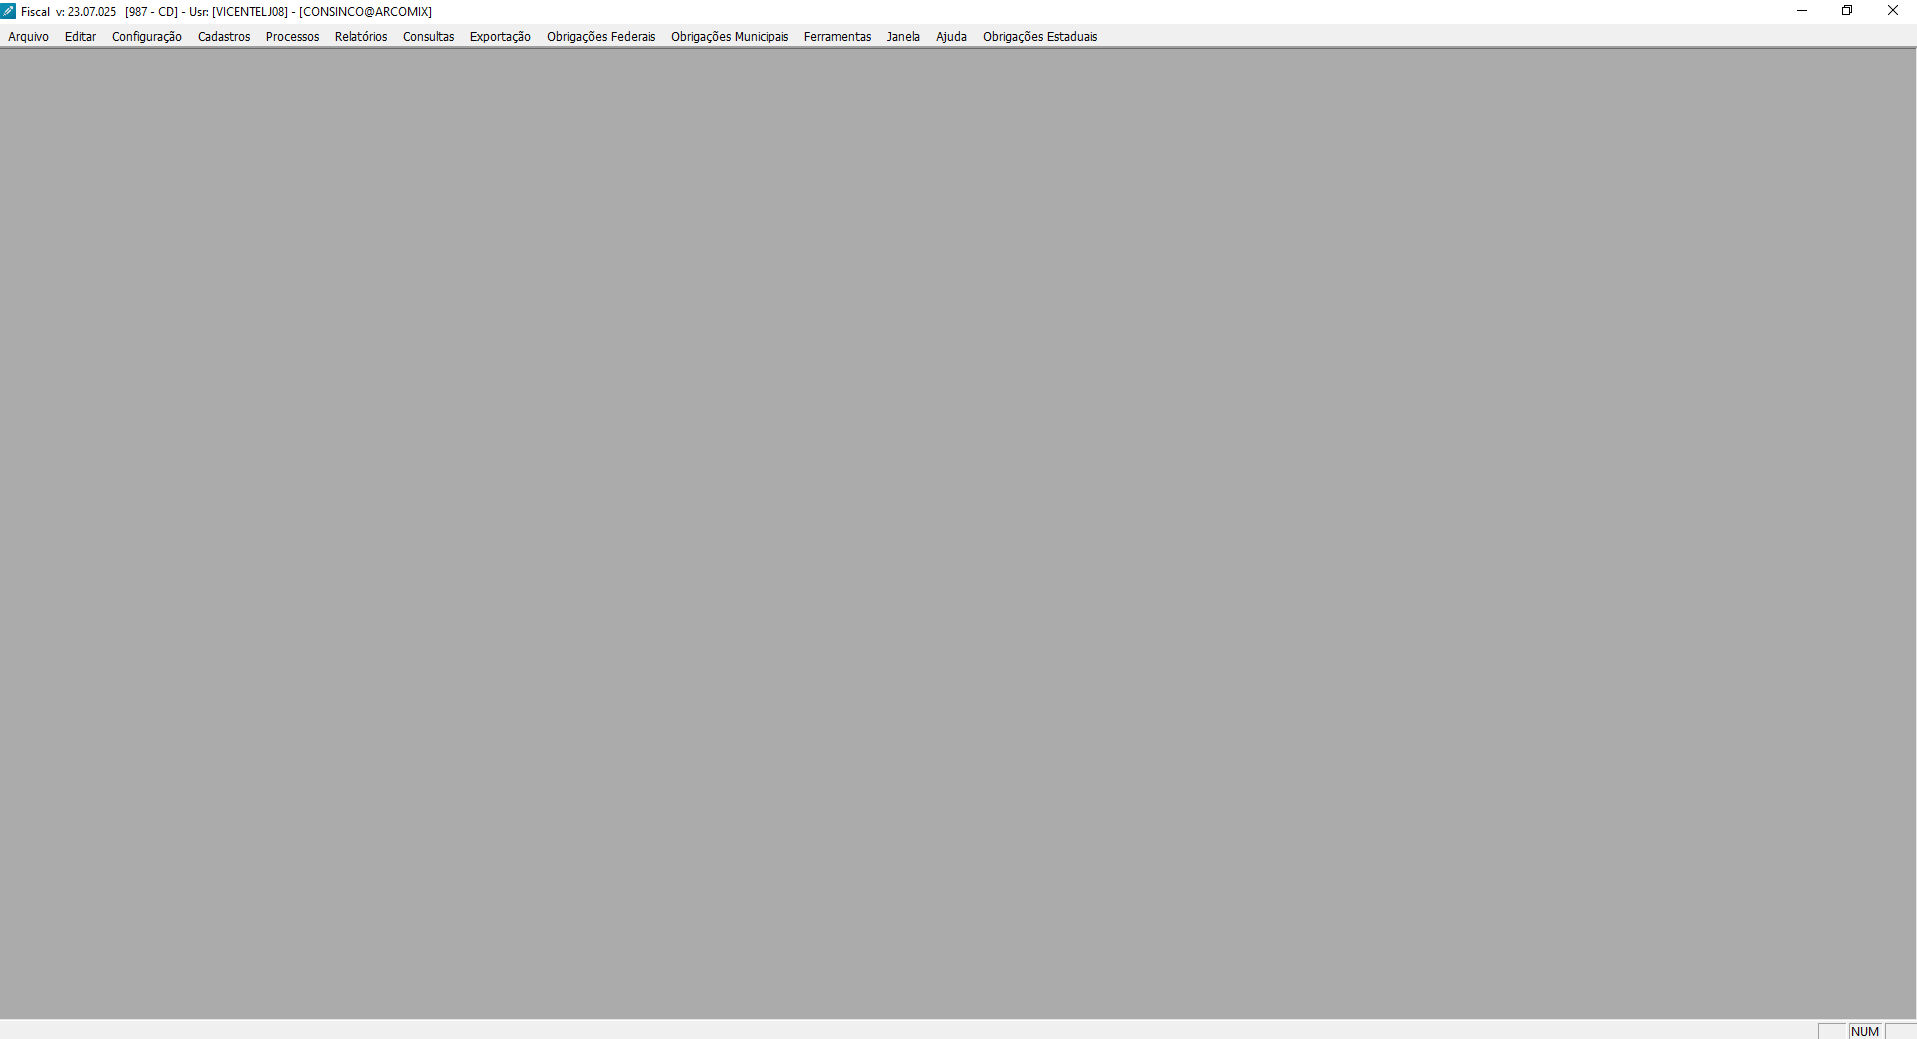 Fiscal v: 23.07.025 [987 - CD] - Usr: [VICENTELJ08] - [CONSINCO@ARCOMIX]
Arquivo Editar Configuração Cadastros Processos Relatórios Consultas Exportação Obrigações Federais Obrigações Municipais Ferramentas Janela Ajuda Obrigações Estaduais
NUM